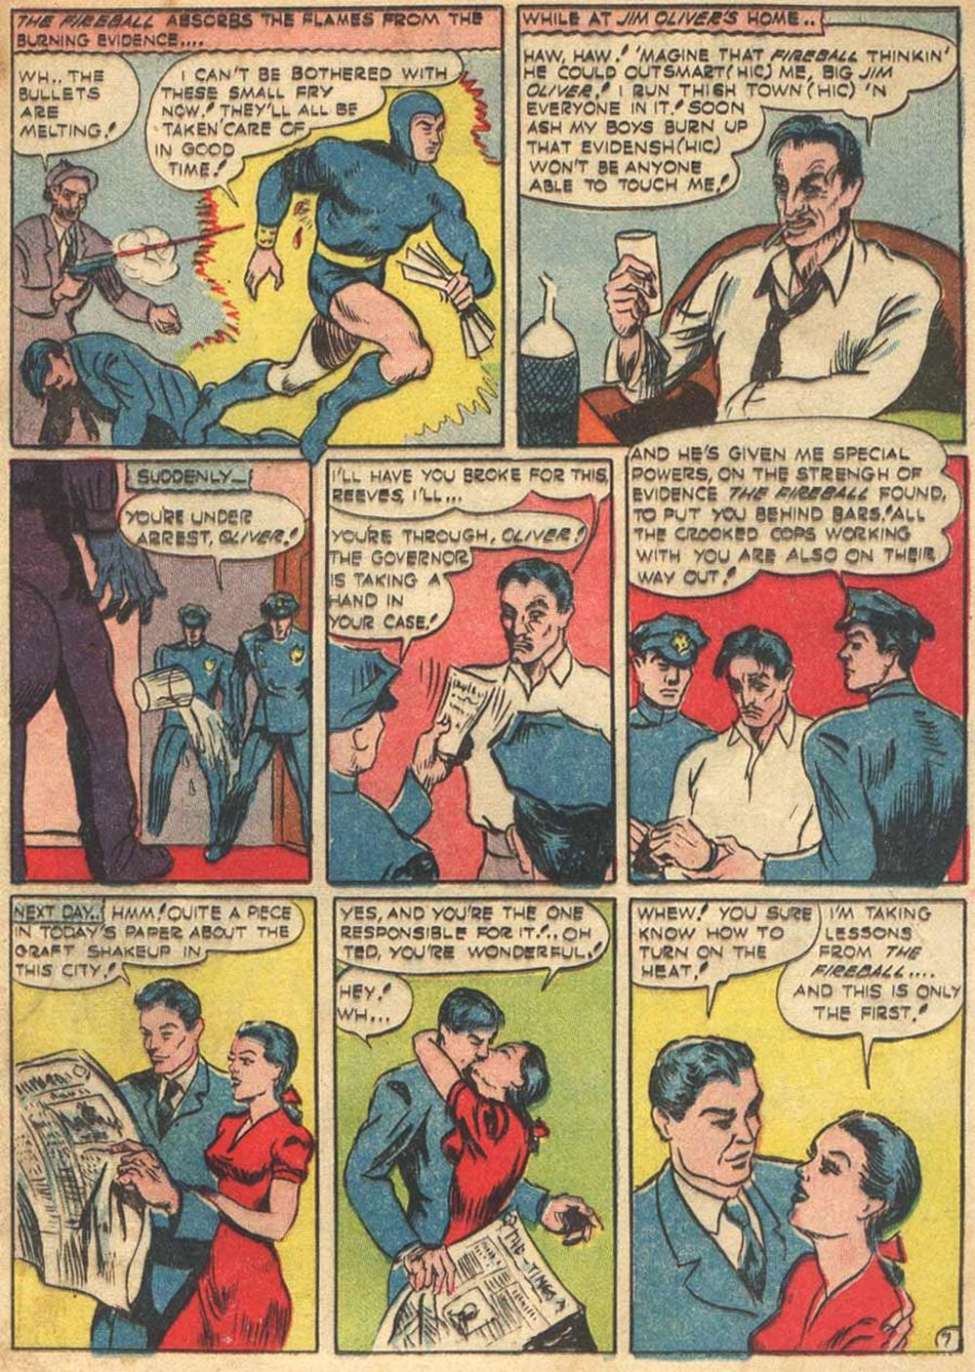 THE FIREBALL ABSORBS THE FLAMES FROM THE
BURNING EVIDENCE....
WH.. THE
BULLETS
ARE
MELTING!
I CAN'T BE BOTHERED WITH
THESE SMALL FRY
NOW! THEY'LL ALL BE
TAKEN CARE OF
IN GOOD
TIME!
WHILE AT JIM OLIVER'S HOME..
HAW, HAW! 'MAGINE THAT FIREBALL THINKIN'
HE COULD OUTSMART (HIC) ME, BIG JIM
OLIVER! I RUN THISH TOWN (HIC) 'N
EVERYONE IN IT! SOON
ASH MY BOYS BURN UP
THAT EVIDENSH (HIC)
WON'T BE ANYONE
ABLE TO TOUCH ME!
SUDDENLY...
YOU'RE UNDER
ARREST, OLIVER!
I'LL HAVE YOU BROKE FOR THIS,
REEVES, I'LL...
YOU'RE THROUGH, OLIVER!
THE GOVERNOR
IS TAKING A
HAND IN
YOUR CASE!
AND HE'S GIVEN ME SPECIAL
POWERS, ON THE STRENGH OF
EVIDENCE THE FIREBALL FOUND,
TO PUT YOU BEHIND BARS! ALL
THE CROOKED COPS WORKING
WITH YOU ARE ALSO ON THEIR
WAY OUT!
NEXT DAY..
HMM! QUITE A PIECE
IN TODAY'S PAPER ABOUT THE
GRAFT SHAKEUP IN
THIS CITY!
YES, AND YOU'RE THE ONE
RESPONSIBLE FOR IT!.. OH
TED, YOU'RE WONDERFUL!
HEY!
WH...
THE TIMES
WHEW! YOU SURE
KNOW HOW TO
TURN ON THE
HEAT!
I'M TAKING
LESSONS
FROM THE
FIREBALL....
AND THIS IS ONLY
THE FIRST!
7